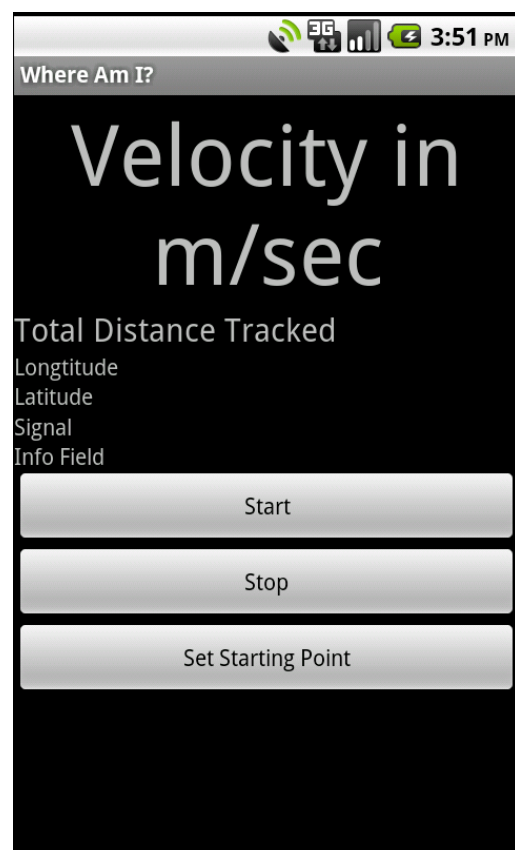 3G 3:51 PM
Where Am I?
Velocity in
m/sec
Total Distance Tracked
Longtitude
Latitude
Signal
Info Field
Start
Stop
Set Starting Point